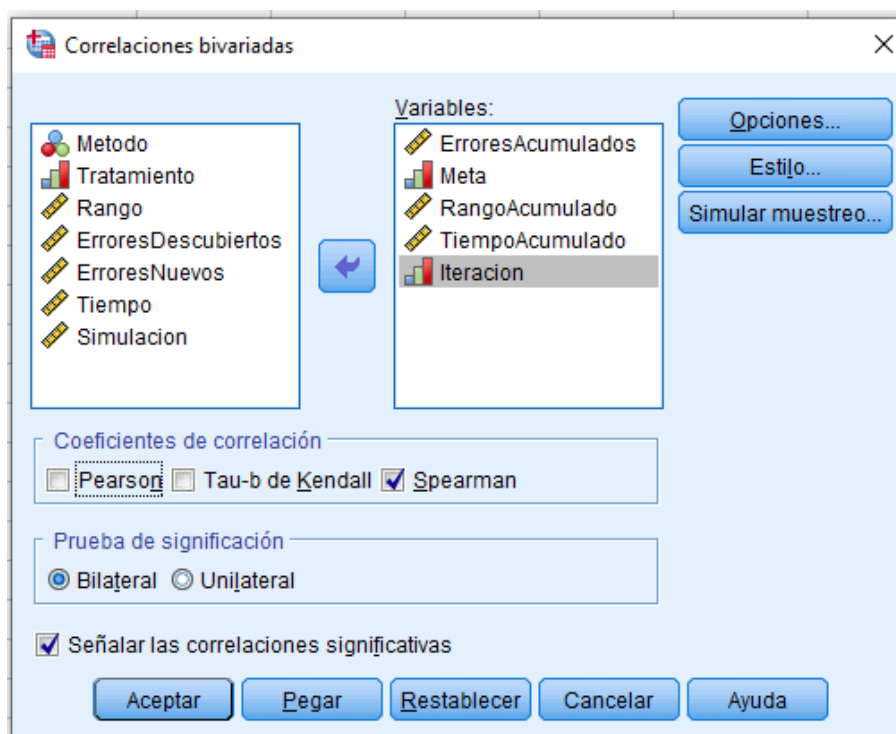 Correlaciones bivariadas
Metodo
Tratamiento
Rango
ErroresDescubiertos
ErroresNuevos
Tiempo
Simulacion
Variables:
ErroresAcumulados
Meta
RangoAcumulado
TiempoAcumulado
Iteracion
Opciones...
Estilo...
Simular muestreo...
Coeficientes de correlación
Pearson Tau-b de Kendall Spearman
Prueba de significación
Bilateral Unilateral
Señalar las correlaciones significativas
Aceptar Pegar Restablecer Cancelar Ayuda